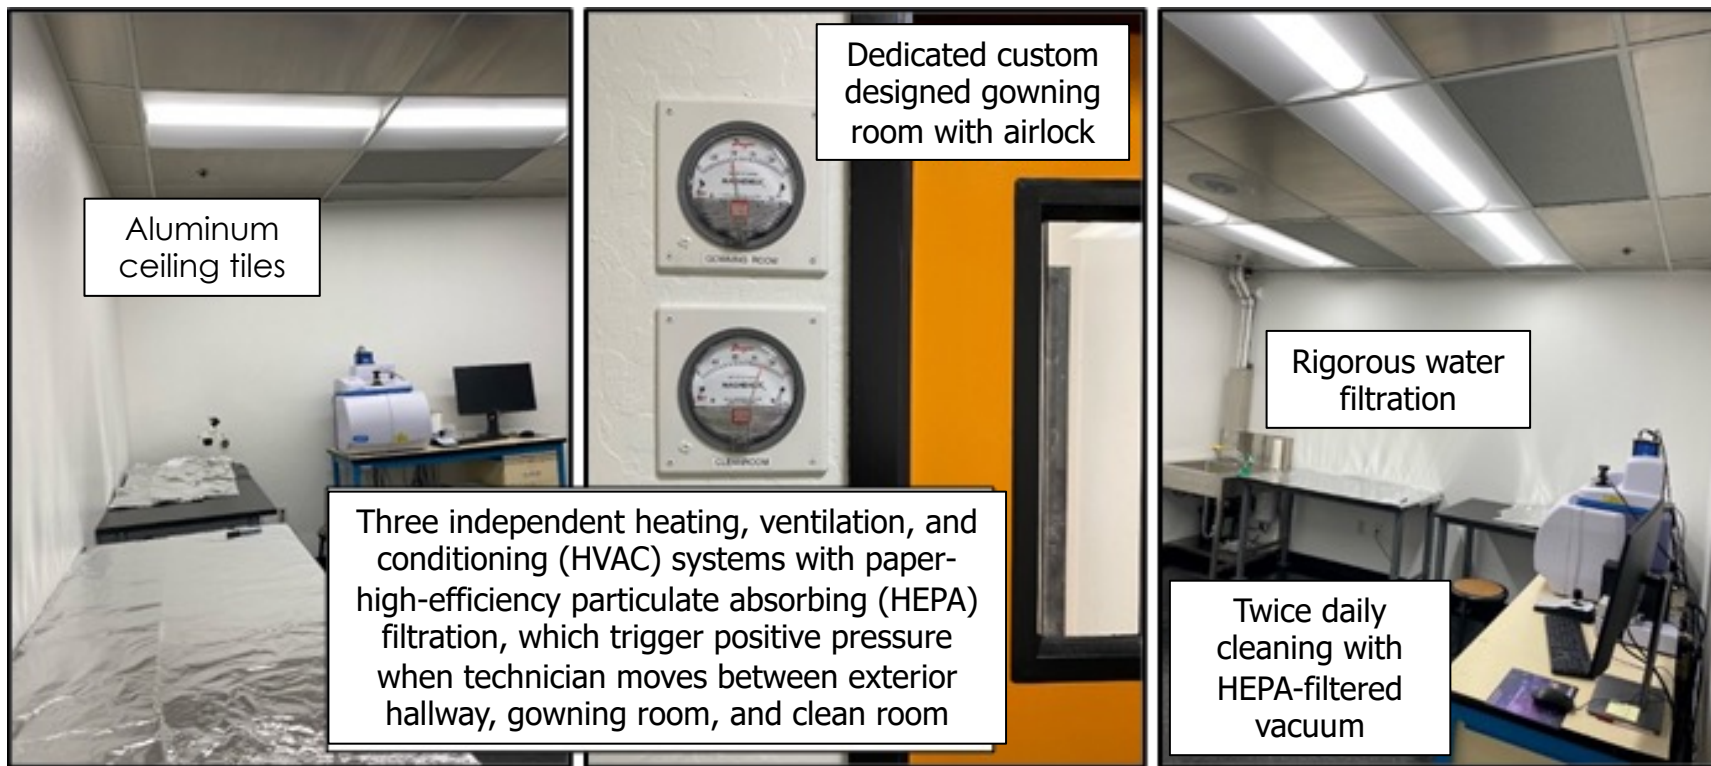 Aluminum
ceiling tiles
Dedicated custom
designed gowning
room with airlock
GOWNING ROOM
MAGNEHELIC
CLEANROOM
Three independent heating, ventilation, and
conditioning (HVAC) systems with paper-
high-efficiency particulate absorbing (HEPA)
filtration, which trigger positive pressure
when technician moves between exterior
hallway, gowning room, and clean room
Rigorous water
filtration
Twice daily
cleaning with
HEPA-filtered
vacuum